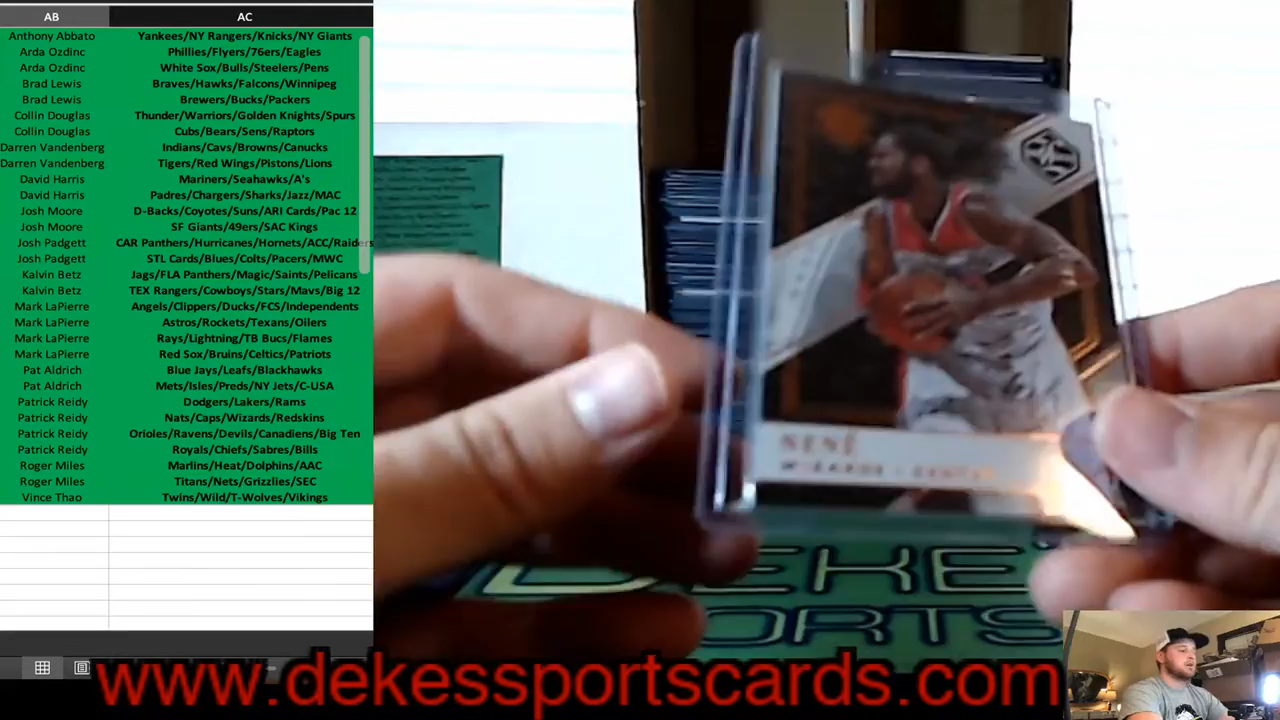 AB AC
Anthony Abbato Yankees/NY Rangers/Knicks/NY Giants
Arda Ozdinc Phillies/Flyers/76ers/Eagles
Arda Ozdinc White Sox/Bulls/Steelers/Pens
Brad Lewis Braves/Hawks/Falcons/Winnipeg
Brad Lewis Brewers/Bucks/Packers
Collin Douglas Thunder/Warriors/Golden Knights/Spurs
Collin Douglas Cubs/Bears/Sens/Raptors
Darren Vandenberg Indians/Cavs/Browns/Canucks
Darren Vandenberg Tigers/Red Wings/Pistons/Lions
David Harris Mariners/Seahawks/A's
David Harris Padres/Chargers/Sharks/Jazz/MAC
Josh Moore D-Backs/Coyotes/Suns/ARI Cards/Pac 12
Josh Moore SF Giants/49ers/SAC Kings
Josh Padgett CAR Panthers/Hurricanes/Hornets/ACC/Raiders
Josh Padgett STL Cards/Blues/Colts/Pacers/MWC
Kalvin Betz Jags/FLA Panthers/Magic/Saints/Pelicans
Kalvin Betz TEX Rangers/Cowboys/Stars/Mavs/Big 12
Mark LaPierre Angels/Clippers/Ducks/FCS/Independents
Mark LaPierre Astros/Rockets/Texans/Oilers
Mark LaPierre Rays/Lightning/TB Bucs/Flames
Mark LaPierre Red Sox/Bruins/Celtics/Patriots
Pat Aldrich Blue Jays/Leafs/Blackhawks
Pat Aldrich Mets/Isles/Preds/NY Jets/C-USA
Patrick Reidy Dodgers/Lakers/Rams
Patrick Reidy Nats/Caps/Wizards/Redskins
Patrick Reidy Orioles/Ravens/Devils/Canadiens/Big Ten
Patrick Reidy Royals/Chiefs/Sabres/Bills
Roger Miles Marlins/Heat/Dolphins/AAC
Roger Miles Titans/Nets/Grizzlies/SEC
Vince Thao Twins/Wild/T-Wolves/Vikings
NENÊ
WIZARDS CENTER
DEKE'
ORTS
www.dekessportscards.com